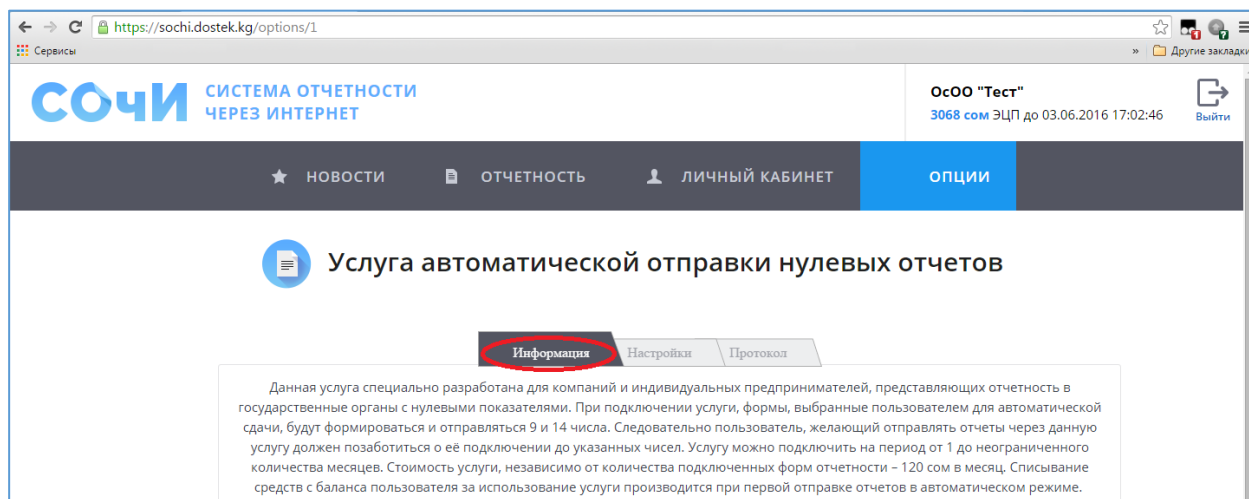 https://sochi.dostek.kg/options/1
Сервисы
» Другие закладки
СОчИ СИСТЕМА ОТЧЕТНОСТИ
ЧЕРЕЗ ИНТЕРНЕТ
ОсОО "Тест"
3068 сом ЭЦП до 03.06.2016 17:02:46
Выйти
НОВОСТИ ОТЧЕТНОСТЬ ЛИЧНЫЙ КАБИНЕТ ОПЦИИ
Услуга автоматической отправки нулевых отчетов
Информация Настройки Протокол
Данная услуга специально разработана для компаний и индивидуальных предпринимателей, представляющих отчетность в
государственные органы с нулевыми показателями. При подключении услуги, формы, выбранные пользователем для автоматической
сдачи, будут формироваться и отправляться 9 и 14 числа. Следовательно пользователь, желающий отправлять отчеты через данную
услугу должен позаботиться о её подключении до указанных чисел. Услугу можно подключить на период от 1 до неограниченного
количества месяцев. Стоимость услуги, независимо от количества подключенных форм отчетности – 120 сом в месяц. Списывание
средств с баланса пользователя за использование услуги производится при первой отправке отчетов в автоматическом режиме.